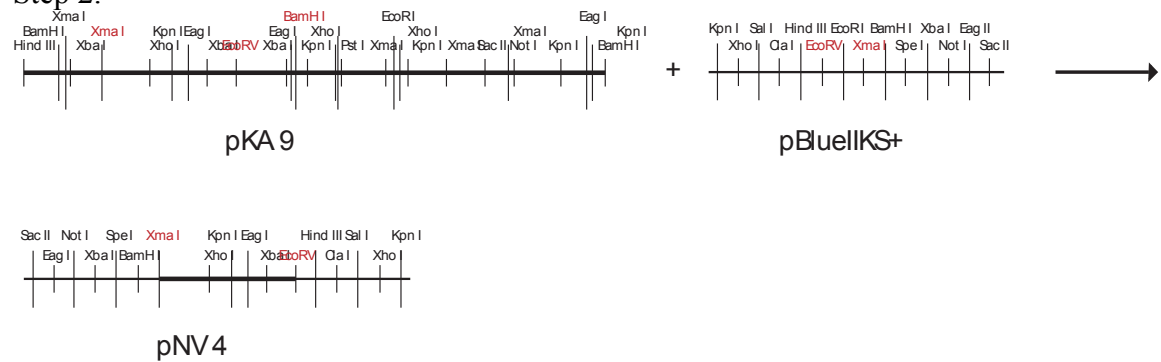 Step 2:
Xma I BamH I EcoRI Eag I
BamH I Xma I Kpn I Eag I Eag I Xho I Xho I Xma I Kpn I
Hind III Xba I Xho I Xba I EcoRV Xba I Kpn I Pst I Xma I Kpn I Xma I Sac II Not I Kpn I BamH I
pKA 9
+
Kpn I Sal I Hind III EcoRI BamH I Xba I Eag II
Xho I Cla I EcoRV Xma I Spe I Not I Sac II
pBlueIIKS+
Sac II Not I Spe I Xma I Kpn I Eag I Hind III Sal I Kpn I
Eag I Xba I BamH I Xho I Xba I EcoRV Cla I Xho I
pNV4